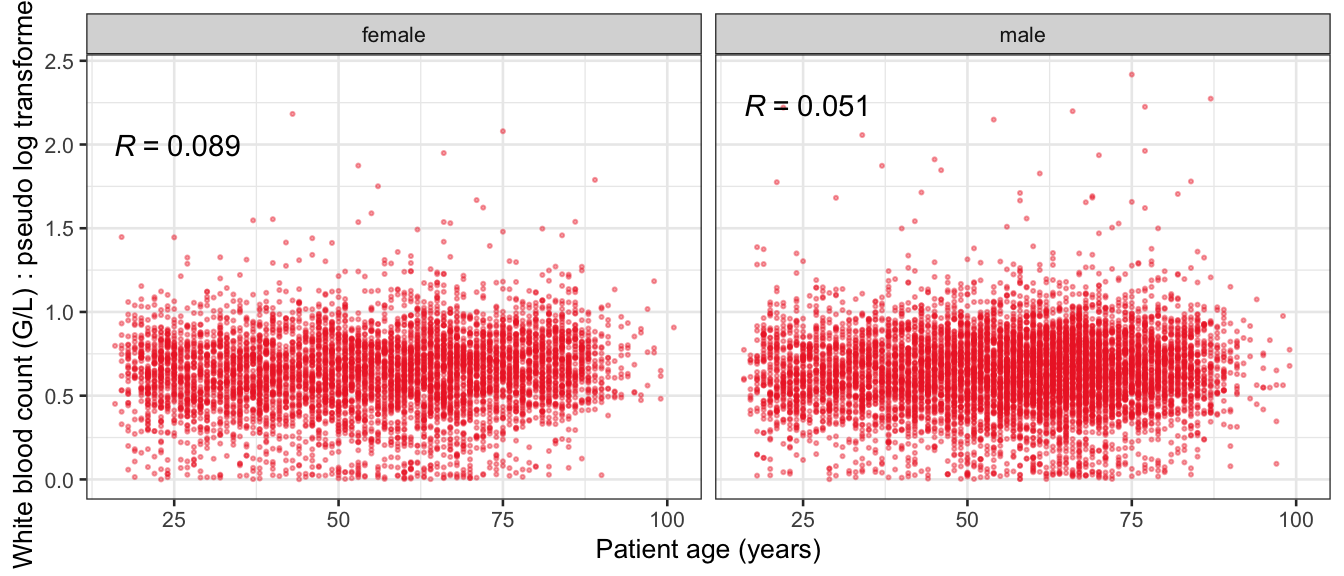 female
male
White blood count (G/L) : pseudo log transforme
2.5
2.0
1.5
1.0
0.5
0.0
R = 0.089
R = 0.051
25
50
75
100
25
50
75
100
Patient age (years)